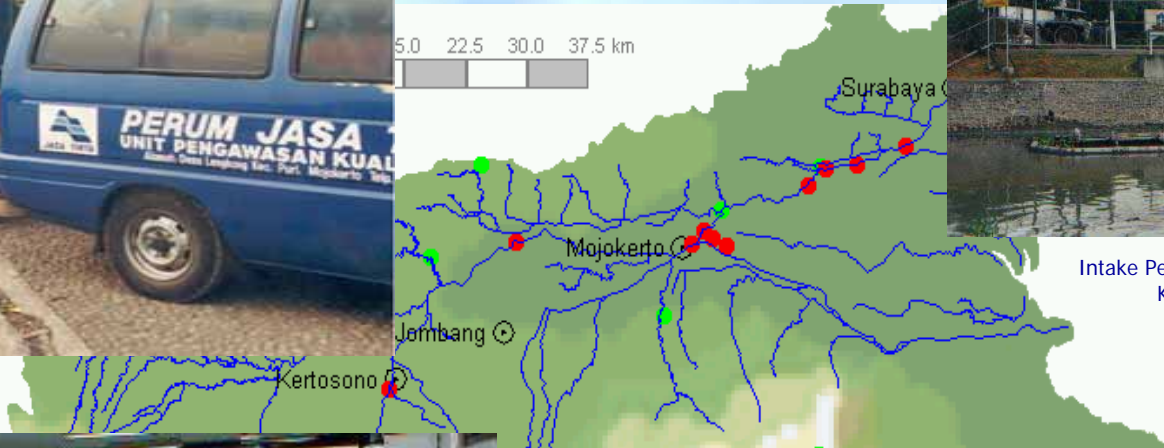 5.0 22.5 30.0 37.5 km
Surabaya
PERUM JASA
UNIT PENGAWASAN KUAL
JASA TIRTA
Mojokerto
Intake Pe
K
Jombang
Kertosono